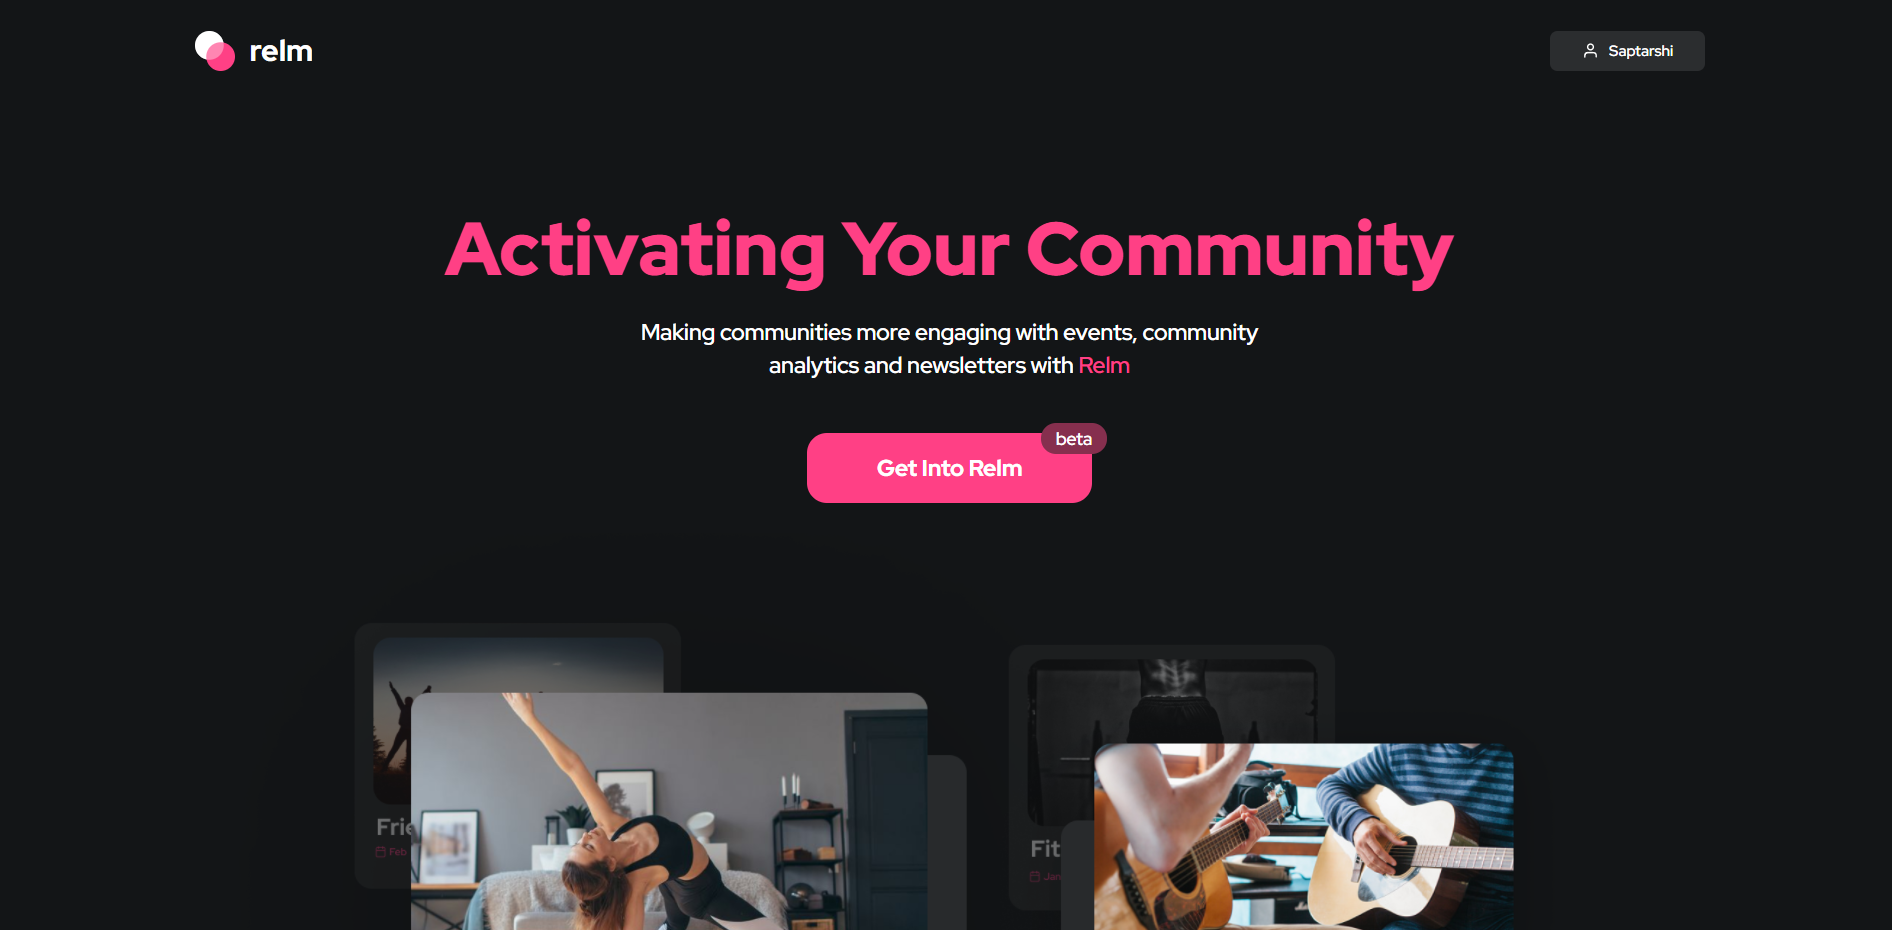 relm
Saptarshi
Activating Your Community
Making communities more engaging with events, community
analytics and newsletters with Relm
beta
Get Into Relm
Frie
Feb
Fit
Jan